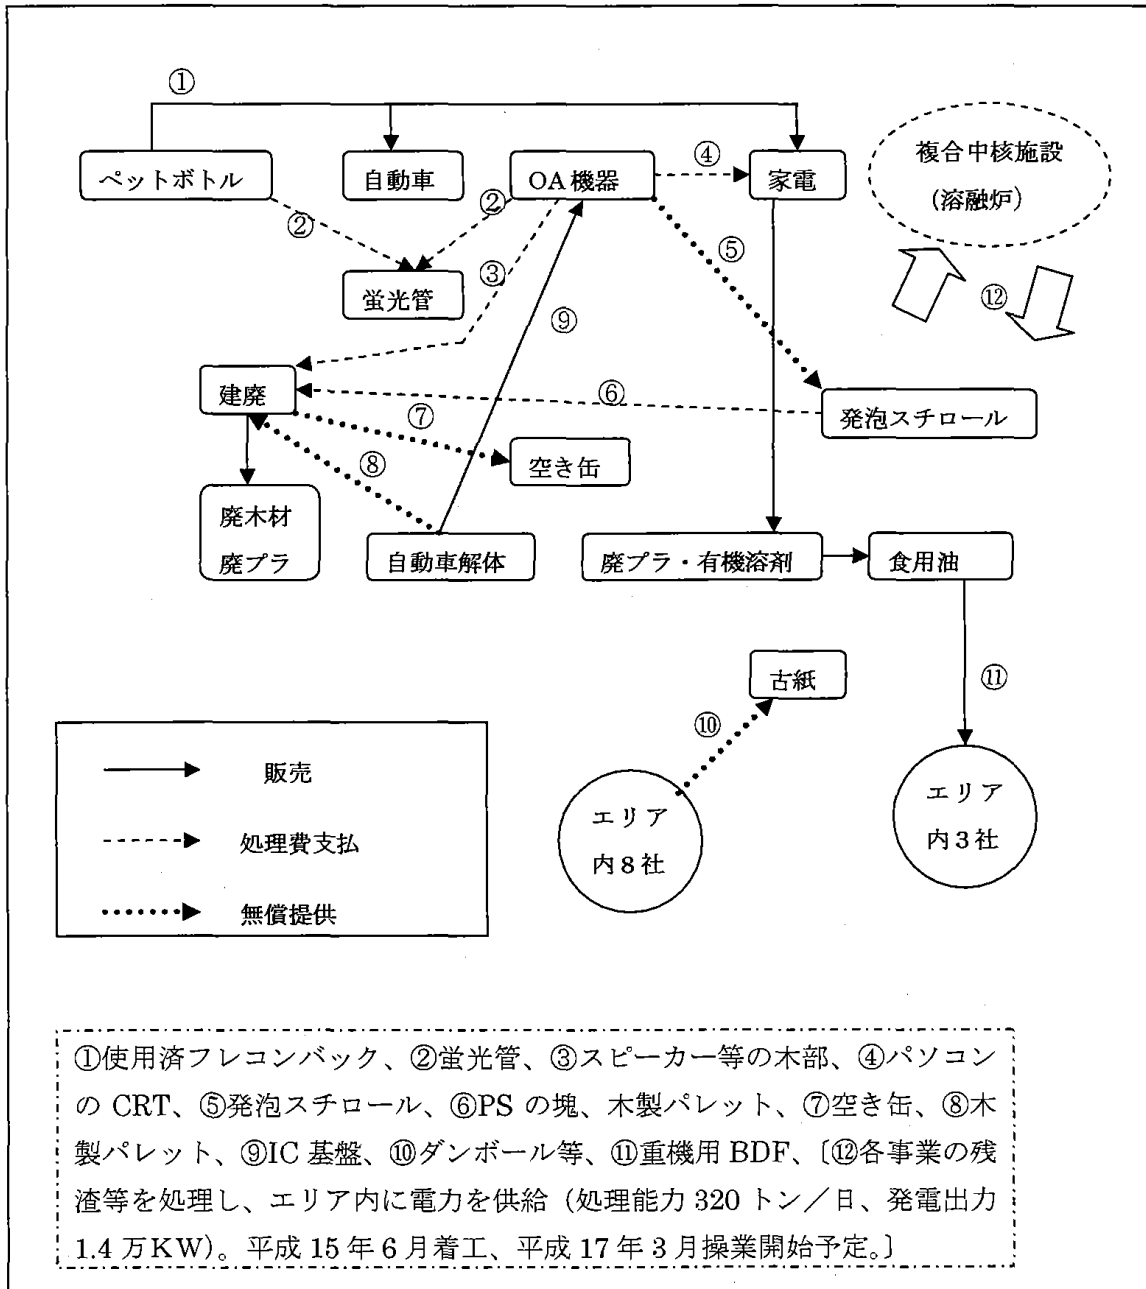 ①
ペットボトル
自動車
OA機器
④
家電
複合中核施設
(溶融炉)
②
②
③
⑤
蛍光管
⑨
⑫
建廃
⑥
発泡スチロール
⑦
⑧
空き缶
廃木材
廃プラ
自動車解体
廃プラ・有機溶剤
食用油
古紙
⑪
⑩
販売
処理費支払
無償提供
エリア
内8社
エリア
内3社
①使用済フレコンバック、②蛍光管、③スピーカー等の木部、④パソコン
のCRT、⑤発泡スチロール、⑥PSの塊、木製パレット、⑦空き缶、⑧木
製パレット、⑨IC基盤、⑩ダンボール等、⑪重機用BDF、〔⑫各事業の残
渣等を処理し、エリア内に電力を供給(処理能力320トン/日、発電出力
1.4万KW)。平成15年6月着工、平成17年3月操業開始予定。〕